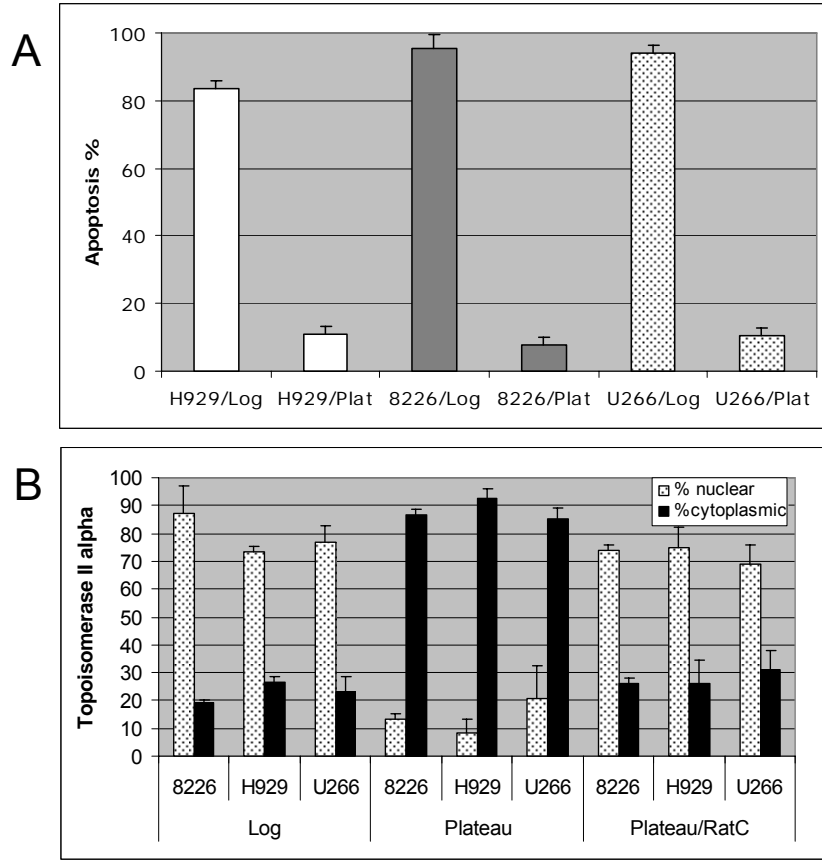 A
Apoptosis %
100
80
60
40
20
0
H929/Log H929/Plat 8226/Log 8226/Plat U266/Log U266/Plat
B
Topoisomerase II alpha
100
90
80
70
60
50
40
30
20
10
0
% nuclear
%cytoplasmic
8226 H929 U266 8226 H929 U266 8226 H929 U266
Log Plateau Plateau/RatC